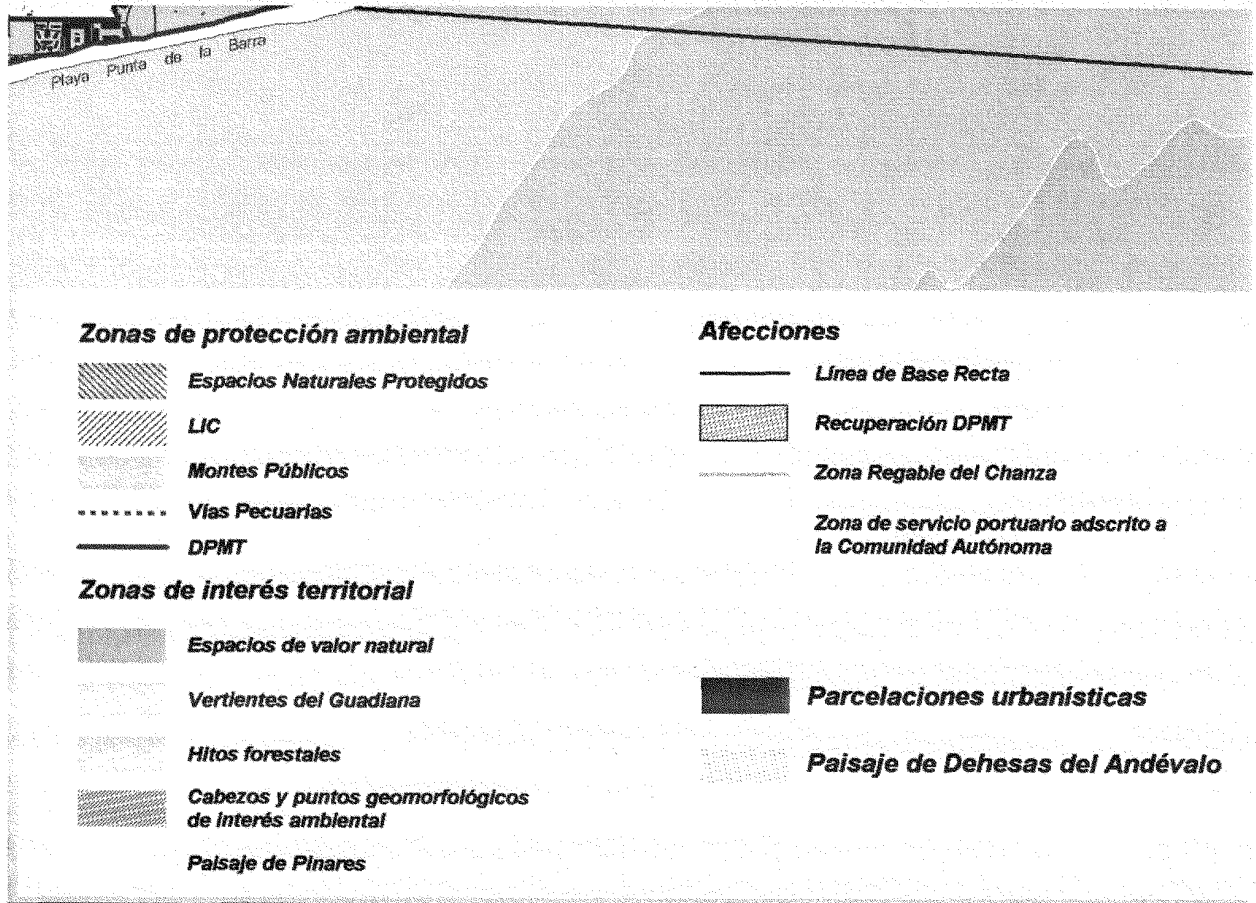 Playa Punta de la Barra
Zonas de protección ambiental
Espacios Naturales Protegidos
LIC
Montes Públicos
Vías Pecuarias
DPMT
Zonas de interés territorial
Espacios de valor natural
Vertientes del Guadiana
Hitos forestales
Cabezos y puntos geomorfológicos
de interés ambiental
Paisaje de Pinares
Afecciones
Línea de Base Recta
Recuperación DPMT
Zona Regable del Chanza
Zona de servicio portuario adscrito a
la Comunidad Autónoma
Parcelaciones urbanísticas
Paisaje de Dehesas del Andévalo